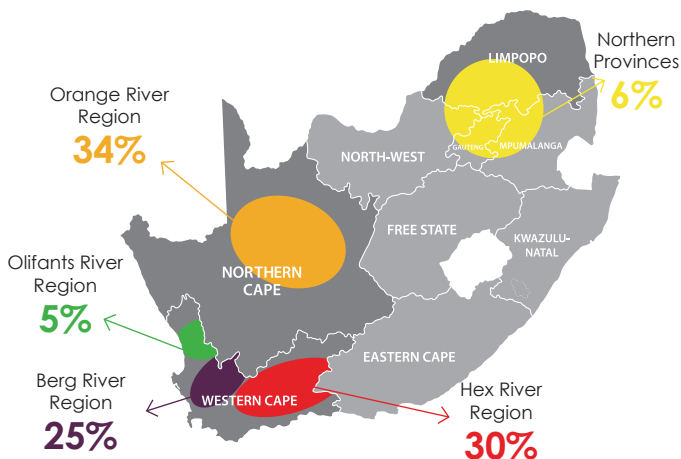 Northern
Provinces
6%
LIMPOPO
Orange River
Region
34%
NORTH-WEST
GAUTENG
MPUMALANGA
FREE STATE
KWAZULU-
NATAL
NORTHERN
CAPE
Olifants River
Region
5%
EASTERN CAPE
Berg River
Region
25%
WESTERN CAPE
Hex River
Region
30%